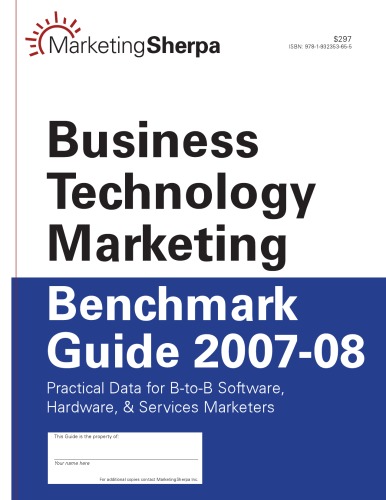 MarketingSherpa
$297
ISBN: 978-1-932353-65-5
Business
Technology
Marketing
Benchmark
Guide 2007-08
Practical Data for B-to-B Software,
Hardware, & Services Marketers
This Guide is the property of:
Your name here
For additional copies contact MarketingSherpa Inc.